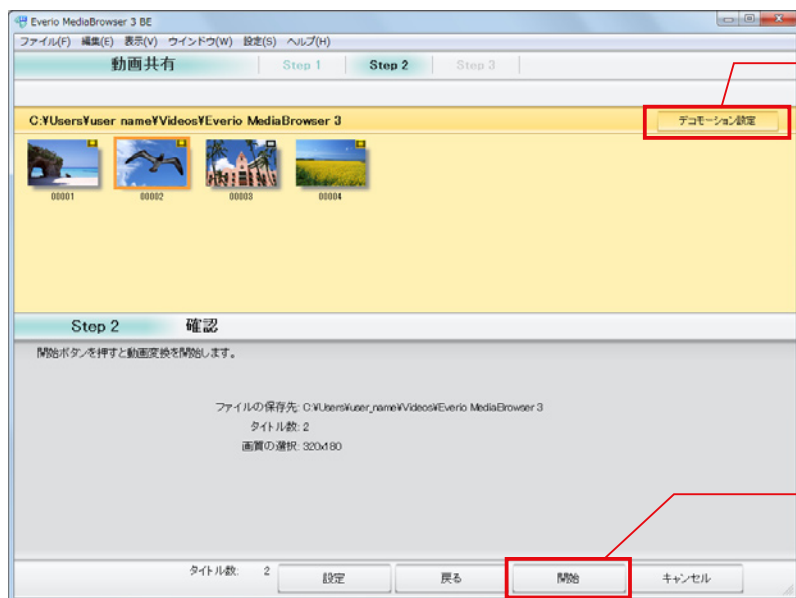 Everio MediaBrowser 3 BE
ファイル(F) 編集(E) 表示(V) ウインドウ(W) 設定(S) ヘルプ(H)
動画共有 Step 1 Step 2 Step 3
C:¥Users¥user name¥Videos¥Everio MediaBrowser 3 デコモーション設定
00001 00002 00003 00004
Step 2 確認
開始ボタンを押すと動画変換を開始します。
ファイルの保存先: C:¥Users¥user_name¥Videos¥Everio MediaBrowser 3
タイトル数: 2
画質の選択: 320x180
タイトル数: 2 設定 戻る 開始 キャンセル